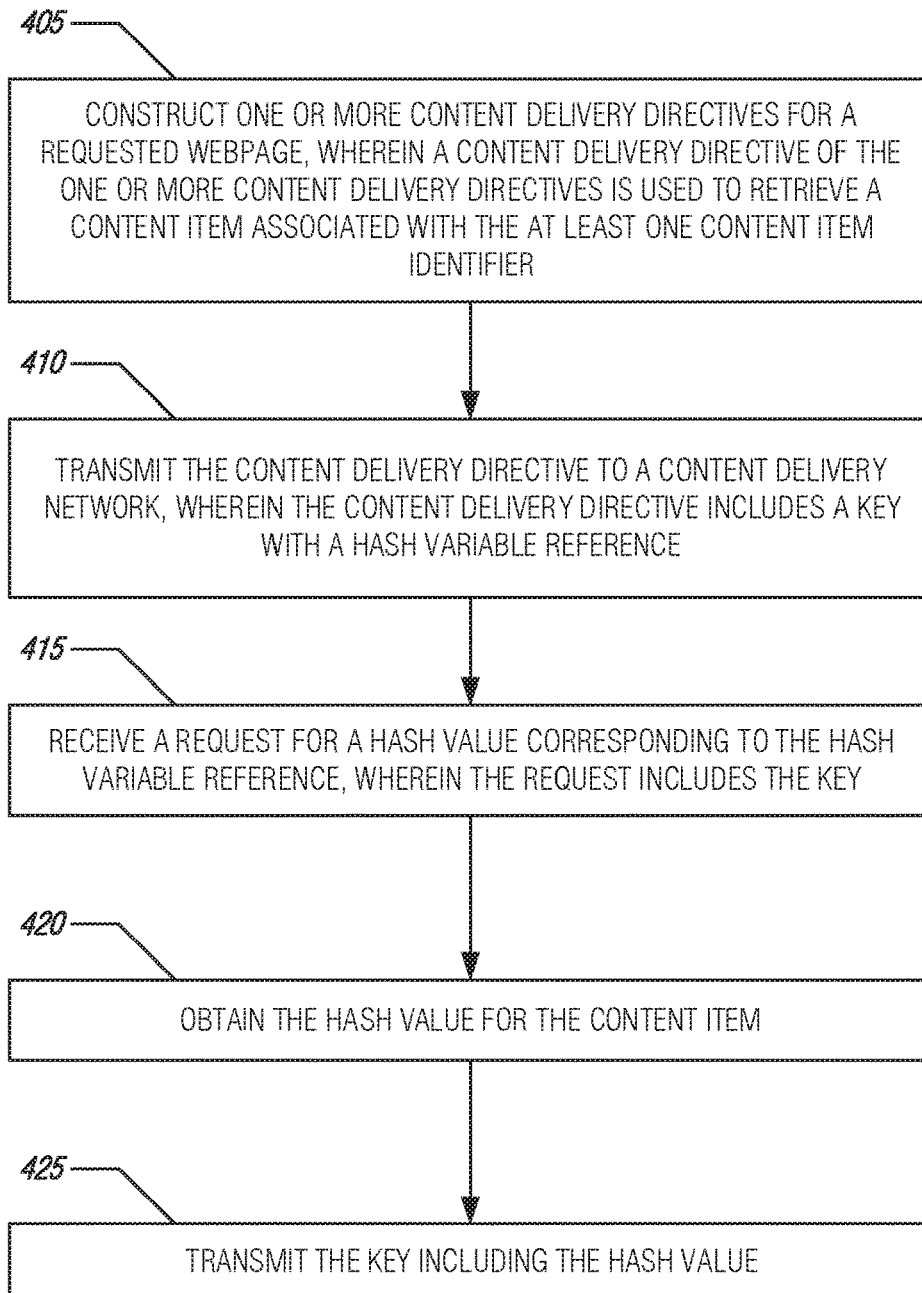 405
CONSTRUCT ONE OR MORE CONTENT DELIVERY DIRECTIVES FOR A
REQUESTED WEBPAGE, WHEREIN A CONTENT DELIVERY DIRECTIVE OF THE
ONE OR MORE CONTENT DELIVERY DIRECTIVES IS USED TO RETRIEVE A
CONTENT ITEM ASSOCIATED WITH THE AT LEAST ONE CONTENT ITEM
IDENTIFIER
410
TRANSMIT THE CONTENT DELIVERY DIRECTIVE TO A CONTENT DELIVERY
NETWORK, WHEREIN THE CONTENT DELIVERY DIRECTIVE INCLUDES A KEY
WITH A HASH VARIABLE REFERENCE
415
RECEIVE A REQUEST FOR A HASH VALUE CORRESPONDING TO THE HASH
VARIABLE REFERENCE, WHEREIN THE REQUEST INCLUDES THE KEY
420
OBTAIN THE HASH VALUE FOR THE CONTENT ITEM
425
TRANSMIT THE KEY INCLUDING THE HASH VALUE